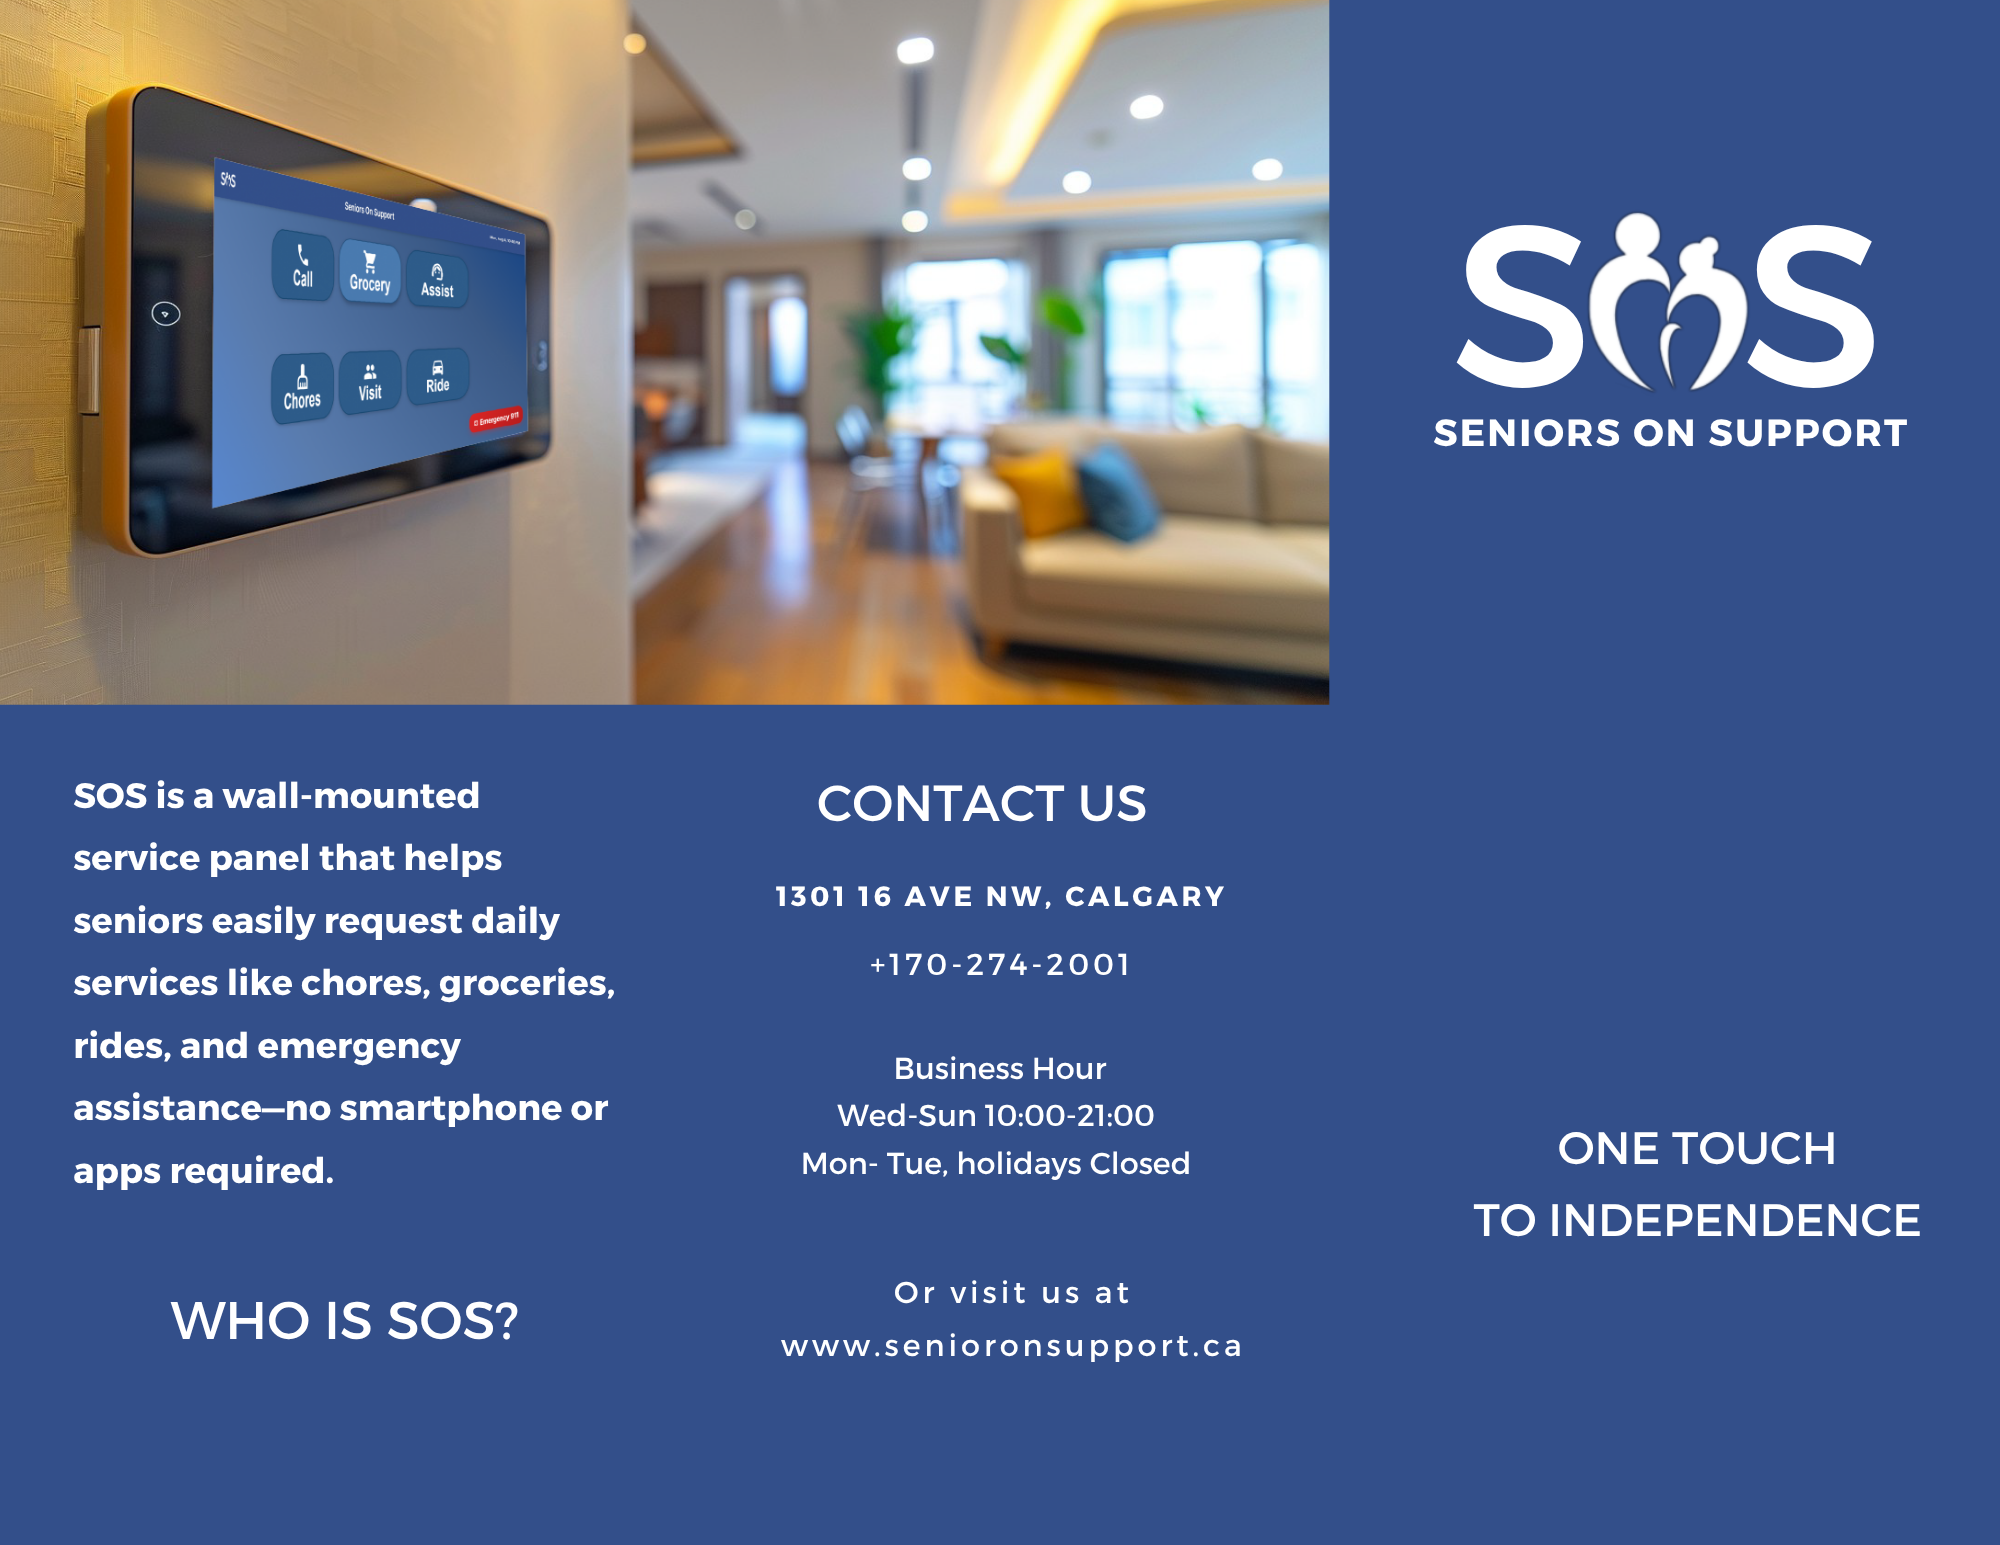 SOS
Seniors On Support
Call
Grocery
Assist
Chores
Visit
Ride
Emergency 911
SOS is a wall-mounted
service panel that helps
seniors easily request daily
services like chores, groceries,
rides, and emergency
assistance—no smartphone or
apps required.
WHO IS SOS?
CONTACT US
1301 16 AVE NW, CALGARY
+170-274-2001
Business Hour
Wed-Sun 10:00-21:00
Mon- Tue, holidays Closed
Or visit us at
www.senioronsupport.ca
SOS
SENIORS ON SUPPORT
ONE TOUCH
TO INDEPENDENCE